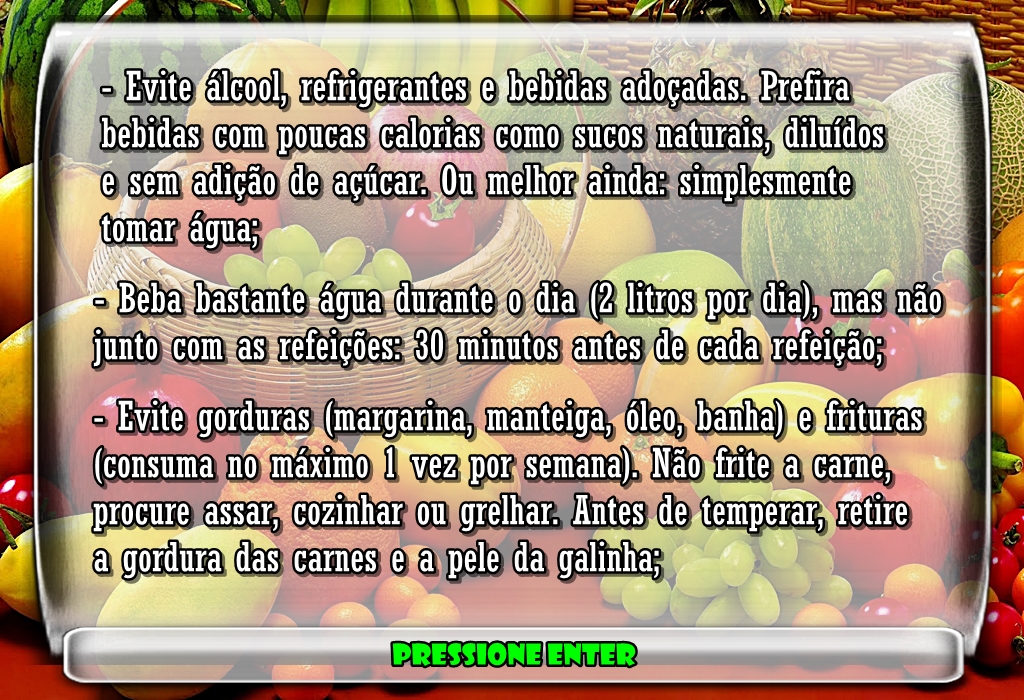 - Evite álcool, refrigerantes e bebidas adoçadas. Prefira
bebidas com poucas calorias como sucos naturais, diluídos
e sem adição de açúcar. Ou melhor ainda: simplesmente
tomar água;
- Beba bastante água durante o dia (2 litros por dia), mas não
junto com as refeições: 30 minutos antes de cada refeição;
- Evite gorduras (margarina, manteiga, óleo, banha) e frituras
(consuma no máximo 1 vez por semana). Não frite a carne,
procure assar, cozinhar ou grelhar. Antes de temperar, retire
a gordura das carnes e a pele da galinha;
PRESSIONE ENTER